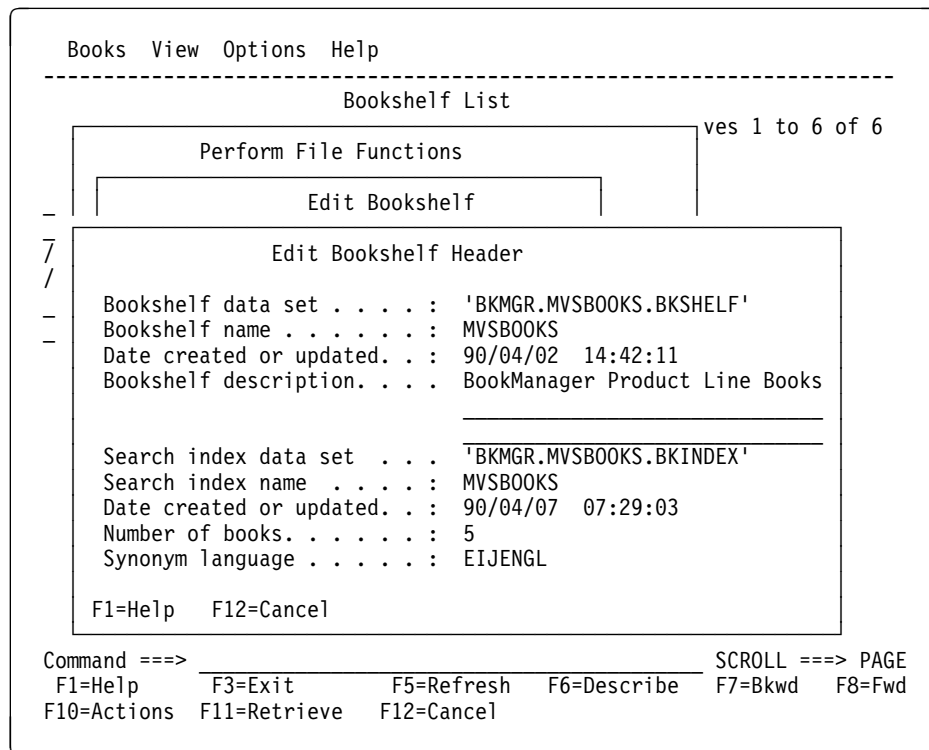 Books  View  Options  Help
-----------------------------------------------------------------------
Bookshelf List
ves 1 to 6 of 6
Perform File Functions
Edit Bookshelf
_
_
/ Edit Bookshelf Header
/
_ Bookshelf data set . . . . :  'BKMGR.MVSBOOKS.BKSHELF'
_ Bookshelf name . . . . . . :  MVSBOOKS
Date created or updated. . :  90/04/02  14:42:11
Bookshelf description. . . .  BookManager Product Line Books
______________________________
______________________________
Search index data set  . . .  'BKMGR.MVSBOOKS.BKINDEX'
Search index name  . . . . :  MVSBOOKS
Date created or updated. . :  90/04/07  07:29:03
Number of books. . . . . . :  5
Synonym language . . . . . :  EIJENGL
F1=Help   F12=Cancel
Command ===> __________________________________________ SCROLL ===> PAGE
F1=Help      F3=Exit        F5=Refresh   F6=Describe   F7=Bkwd   F8=Fwd
F10=Actions  F11=Retrieve   F12=Cancel